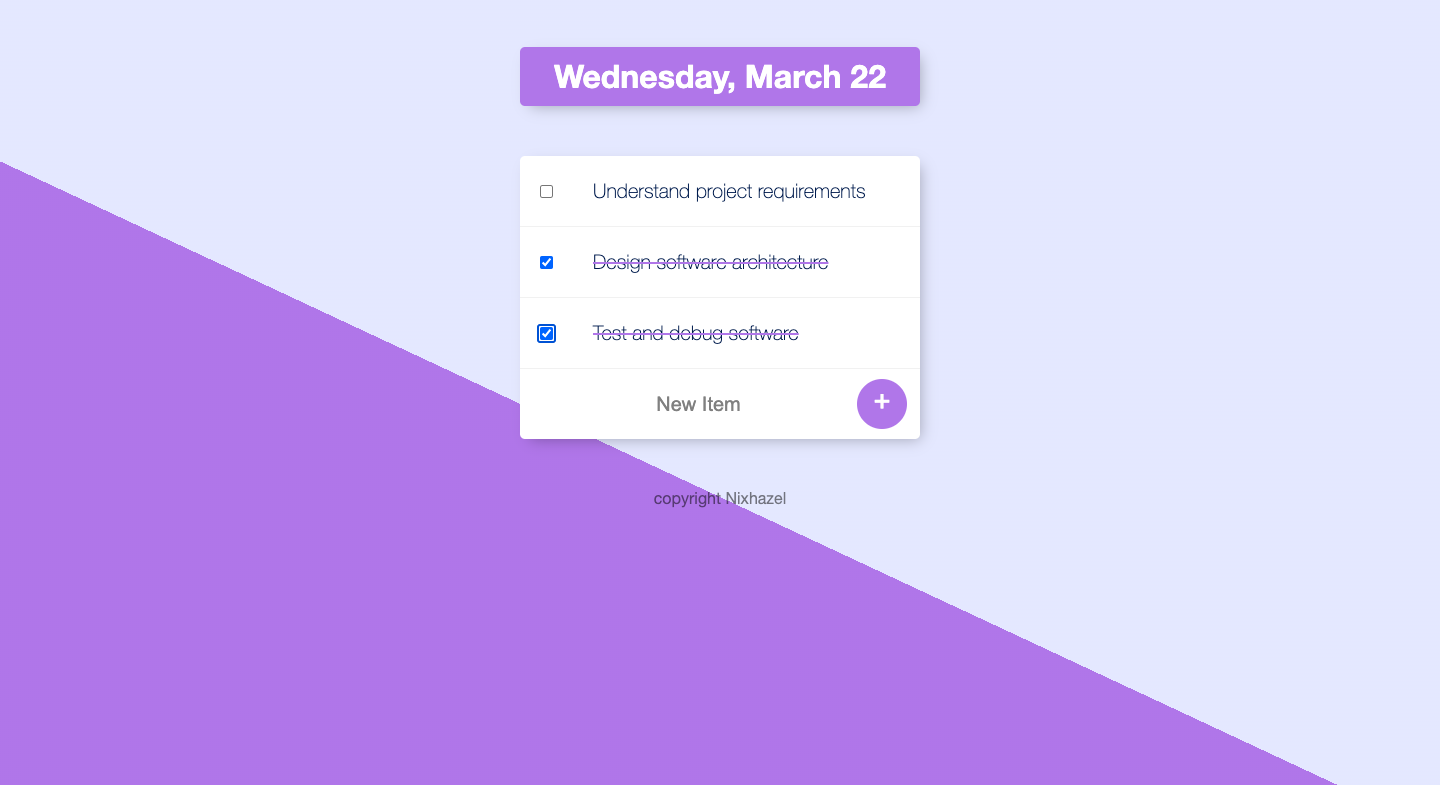 Wednesday, March 22
Understand project requirements
Design software architecture
Test and debug software
New Item
+
copyright Nixhazel